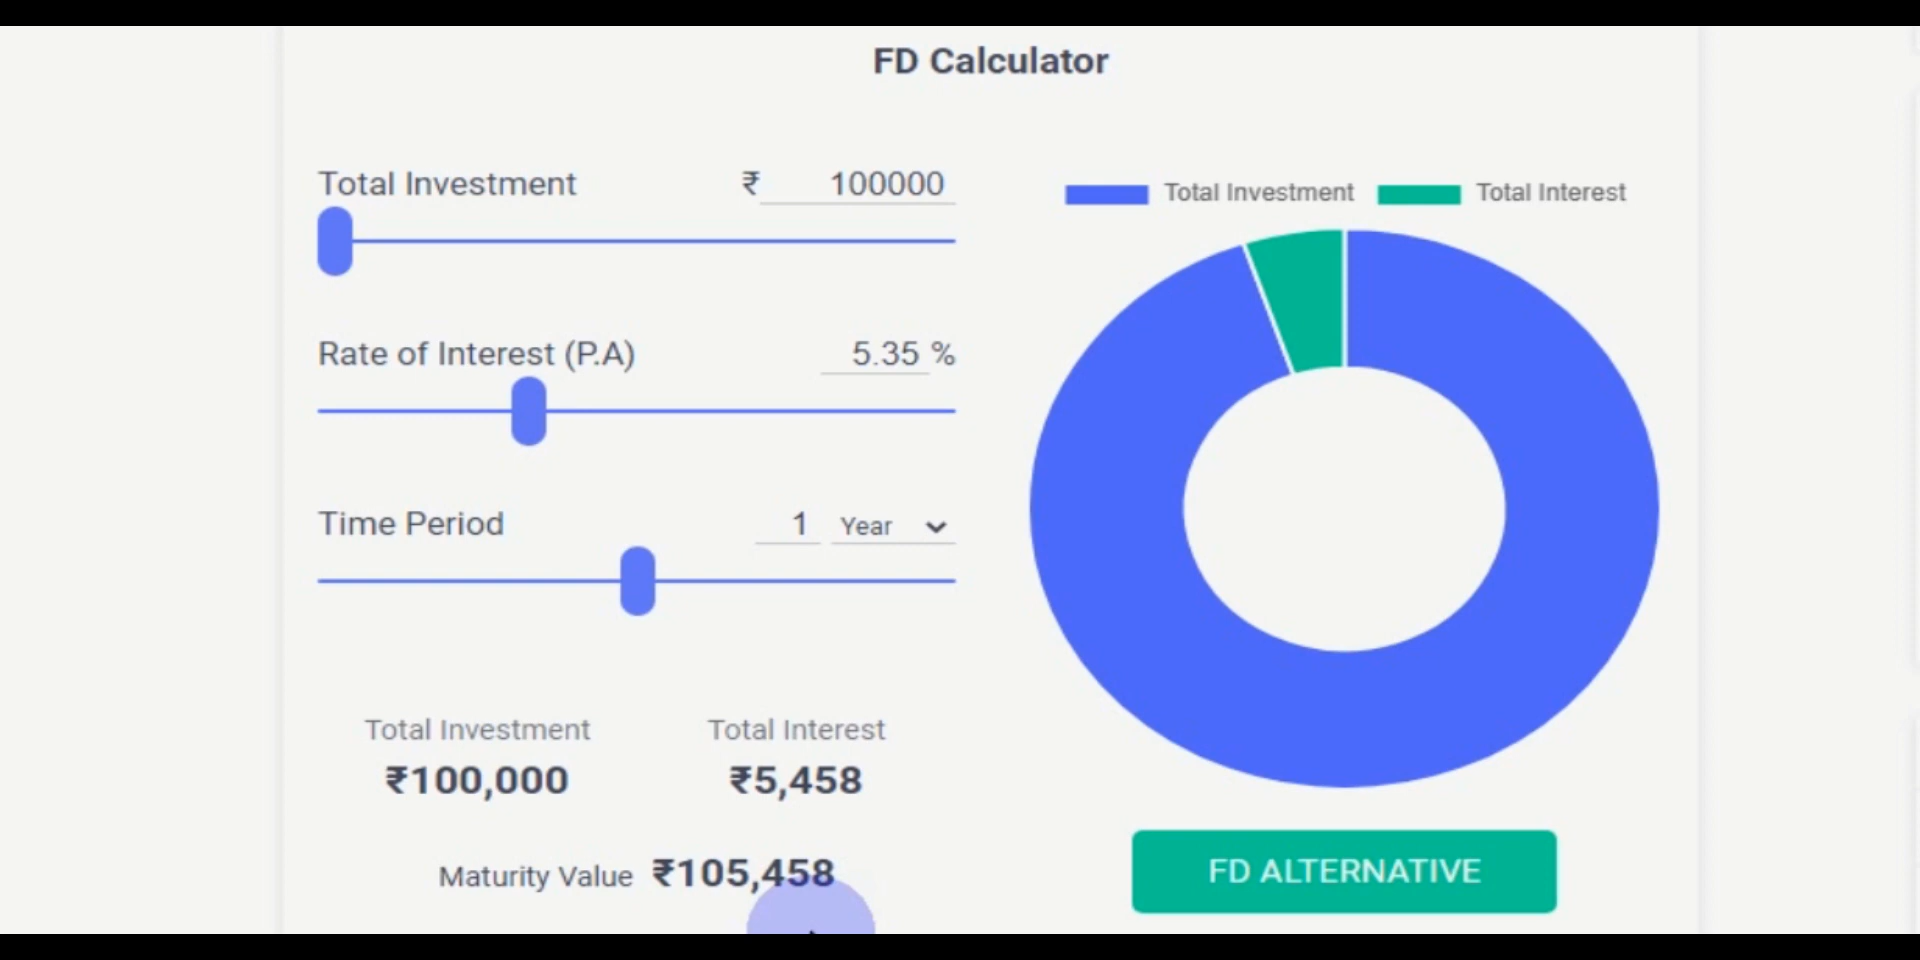 FD Calculator
Total Investment ₹ 100000
Rate of Interest (P.A) 5.35 %
Time Period 1 Year
Total Investment Total Interest
₹100,000 ₹5,458
Maturity Value ₹105,458
Total Investment Total Interest
FD ALTERNATIVE